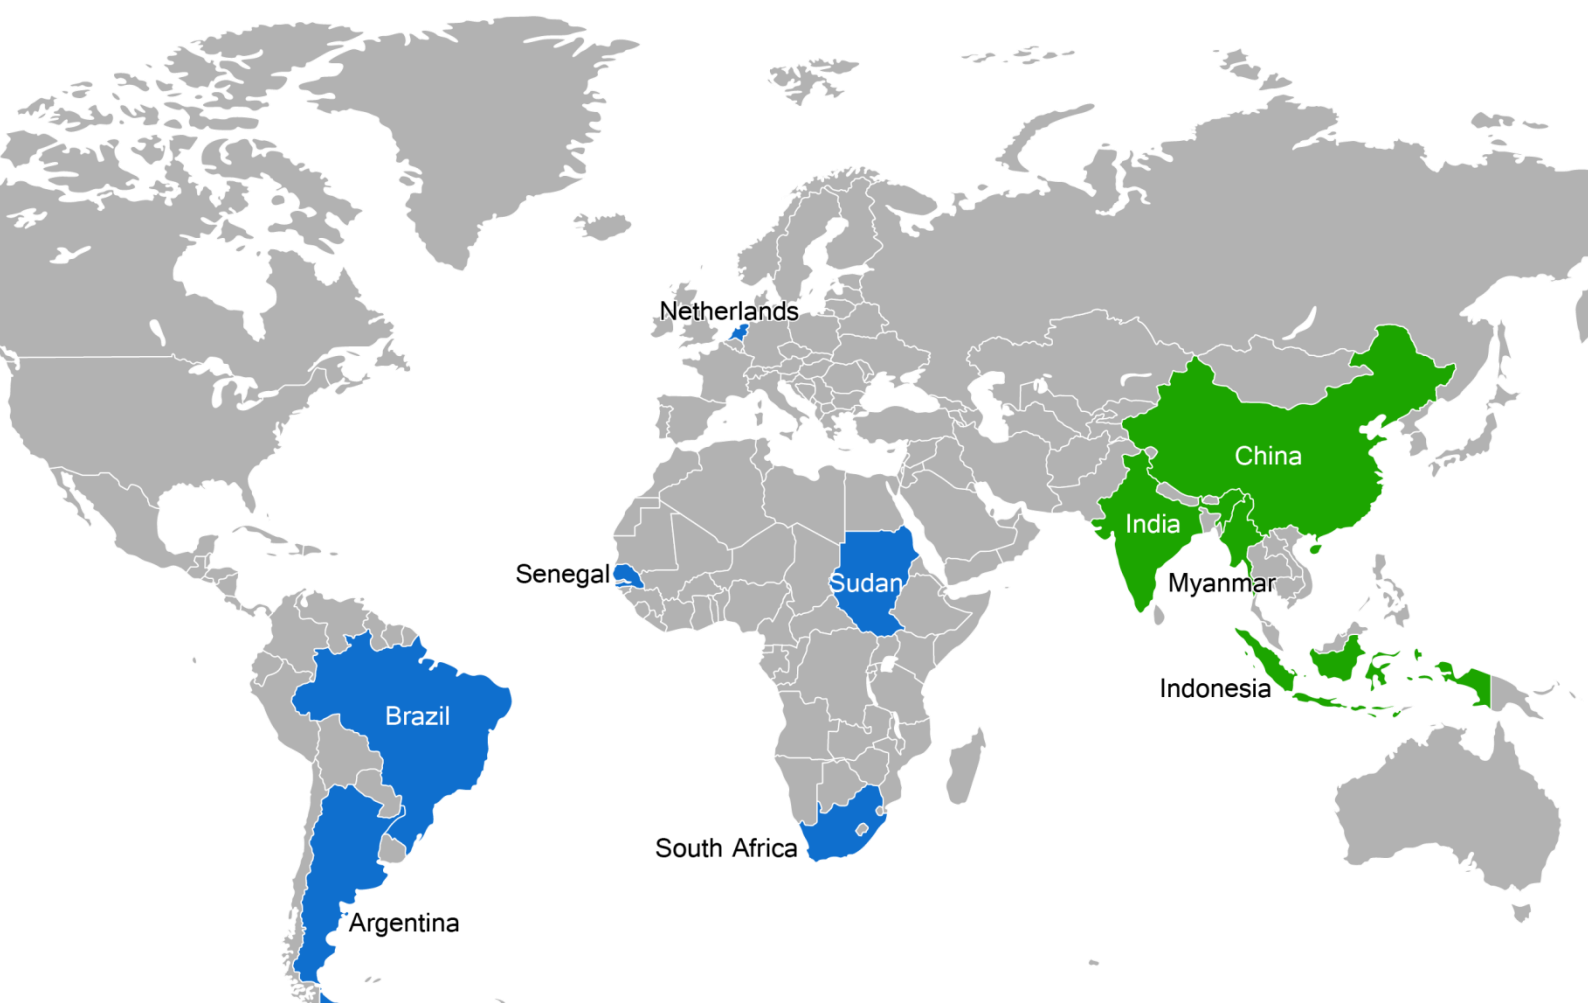 Netherlands
China
India
Senegal
Sudan
Myanmar
Indonesia
Brazil
South Africa
Argentina